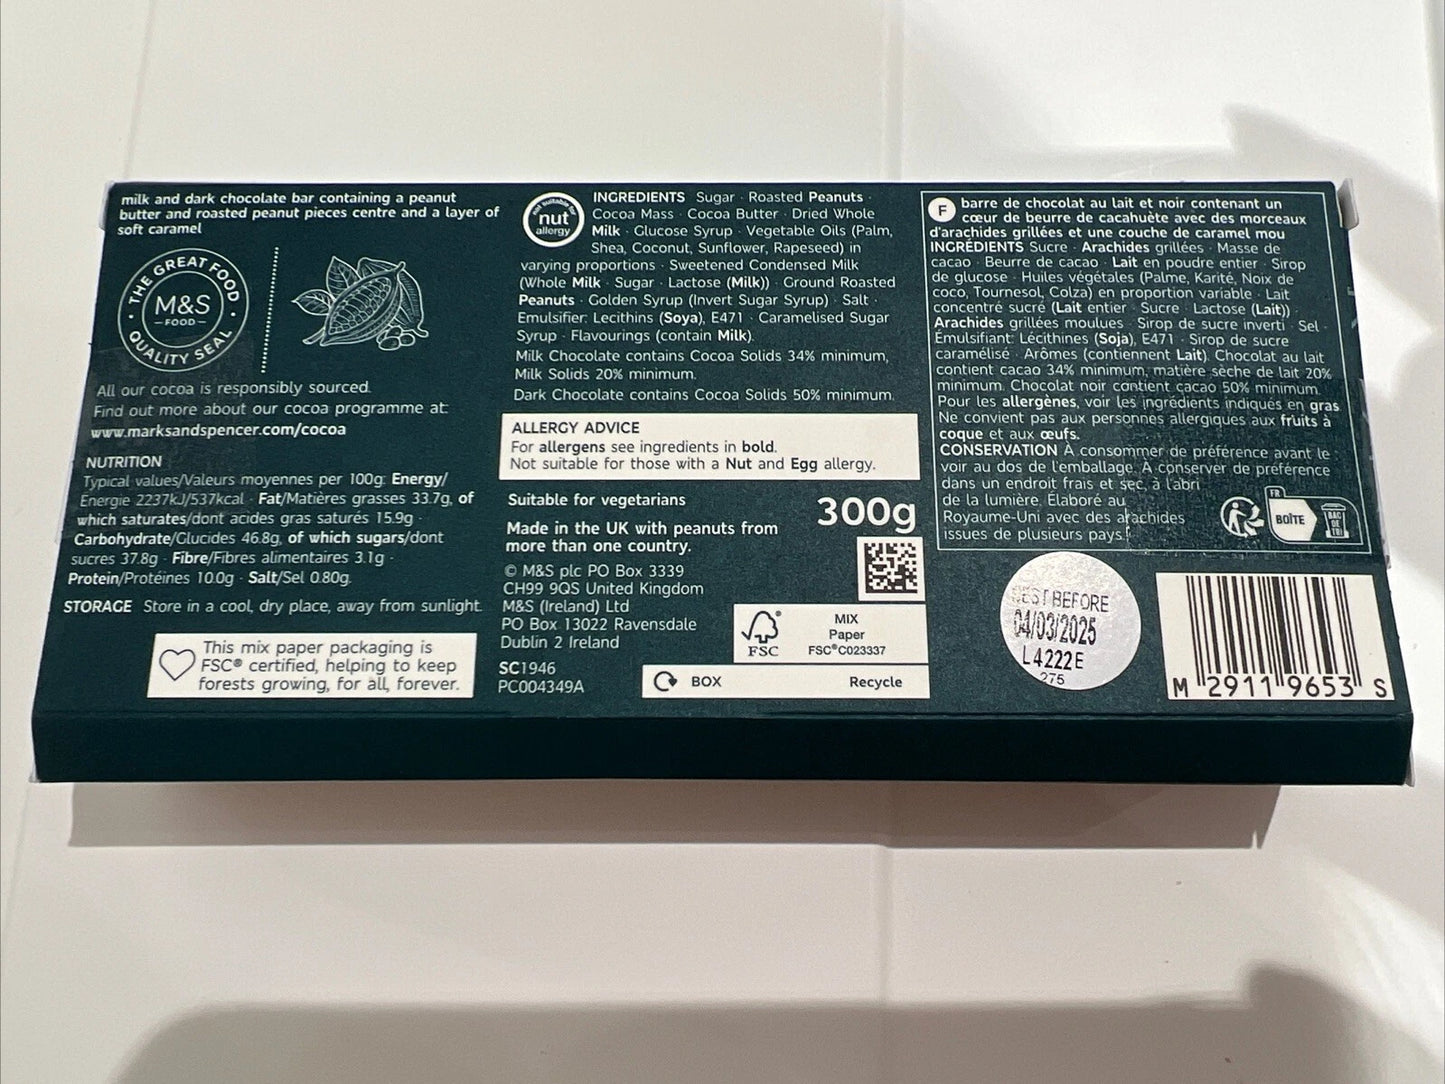 milk and dark chocolate bar containing a peanut
butter and roasted peanut pieces centre and a layer of
soft caramel
THE GREAT FOOD
M&S
FOOD
QUALITY SEAL
All our cocoa is responsibly sourced.
Find out more about our cocoa programme at:
www.marksandspencer.com/cocoa
NUTRITION
Typical values/Valeurs moyennes per 100g: Energy/
Energie 2237kJ/537kcal · Fat/Matières grasses 33.7g, of
which saturates/dont acides gras saturés 15.9g ·
Carbohydrate/Glucides 46.8g, of which sugars/dont
sucres 37.8g · Fibre/Fibres alimentaires 3.1g ·
Protein/Protéines 10.0g · Salt/Sel 0.80g.
STORAGE Store in a cool, dry place, away from sunlight.
This mix paper packaging is
FSC® certified, helping to keep
forests growing, for all, forever.
not suitable for
nut
allergy
INGREDIENTS Sugar · Roasted Peanuts ·
Cocoa Mass · Cocoa Butter · Dried Whole
Milk · Glucose Syrup · Vegetable Oils (Palm,
Shea, Coconut, Sunflower, Rapeseed) in
varying proportions · Sweetened Condensed Milk
(Whole Milk · Sugar · Lactose (Milk)) · Ground Roasted
Peanuts · Golden Syrup (Invert Sugar Syrup) · Salt ·
Emulsifier: Lecithins (Soya), E471 · Caramelised Sugar
Syrup · Flavourings (contain Milk).
Milk Chocolate contains Cocoa Solids 34% minimum,
Milk Solids 20% minimum.
Dark Chocolate contains Cocoa Solids 50% minimum.
ALLERGY ADVICE
For allergens see ingredients in bold.
Not suitable for those with a Nut and Egg allergy.
Suitable for vegetarians
300g
Made in the UK with peanuts from
more than one country.
© M&S plc PO Box 3339
CH99 9QS United Kingdom
M&S (Ireland) Ltd
PO Box 13022 Ravensdale
Dublin 2 Ireland
SC1946
PC004349A
FSC
MIX
Paper
FSC®C023337
BOX Recycle
F barre de chocolat au lait et noir contenant un
cœur de beurre de cacahuète avec des morceaux
d'arachides grillées et une couche de caramel mou
INGRÉDIENTS Sucre · Arachides grillées · Masse de
cacao · Beurre de cacao · Lait en poudre entier · Sirop
de glucose · Huiles végétales (Palme, Karité, Noix de
coco, Tournesol, Colza) en proportion variable · Lait
concentré sucré (Lait entier · Sucre · Lactose (Lait)) ·
Arachides grillées moulues · Sirop de sucre inverti · Sel ·
Émulsifiant: Lécithines (Soja), E471 · Sirop de sucre
caramélisé · Arômes (contiennent Lait). Chocolat au lait
contient cacao 34% minimum, matière sèche de lait 20%
minimum. Chocolat noir contient cacao 50% minimum.
Pour les allergènes, voir les ingrédients indiqués en gras
Ne convient pas aux personnes allergiques aux fruits à
coque et aux œufs.
CONSERVATION À consommer de préférence avant le :
voir au dos de l'emballage. À conserver de préférence
dans un endroit frais et sec, à l'abri
de la lumière. Élaboré au
Royaume-Uni avec des arachides
issues de plusieurs pays.
FR
BOÎTE
BAC
DE
TRI
BEST BEFORE
04/03/2025
L4222E
275
M 2911 9653 S